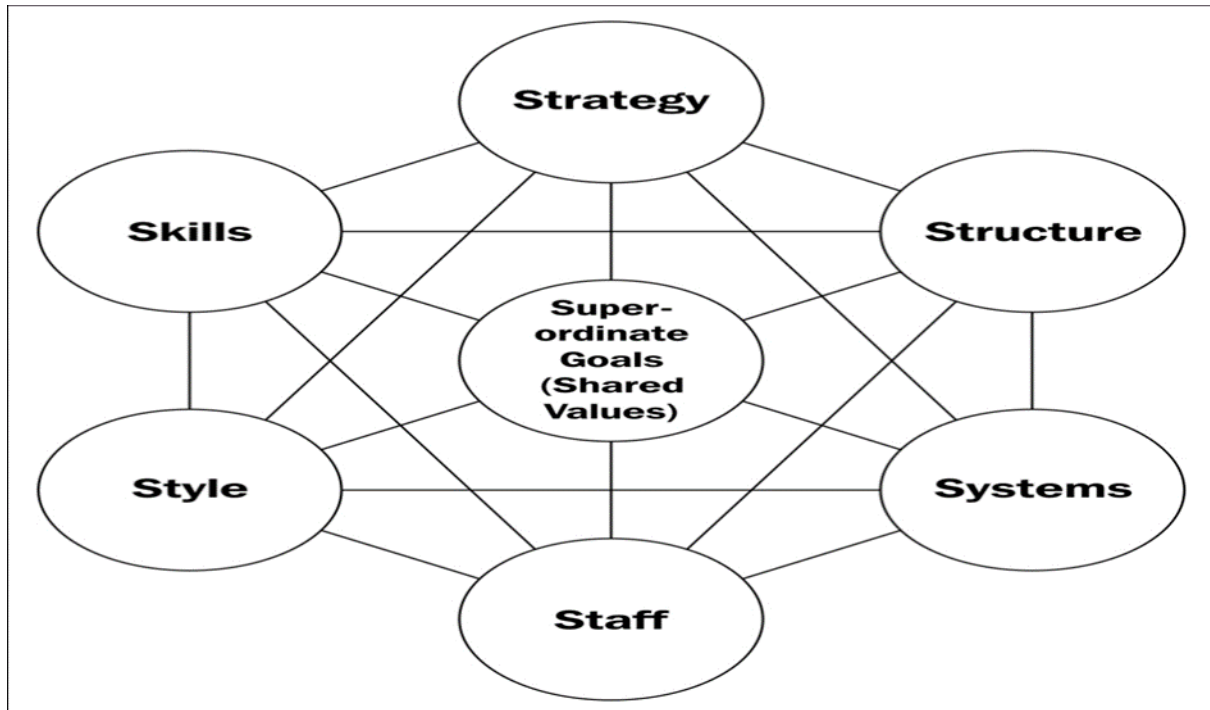 Strategy
Skills
Structure
Super-
ordinate
Goals
(Shared
Values)
Style
Systems
Staff